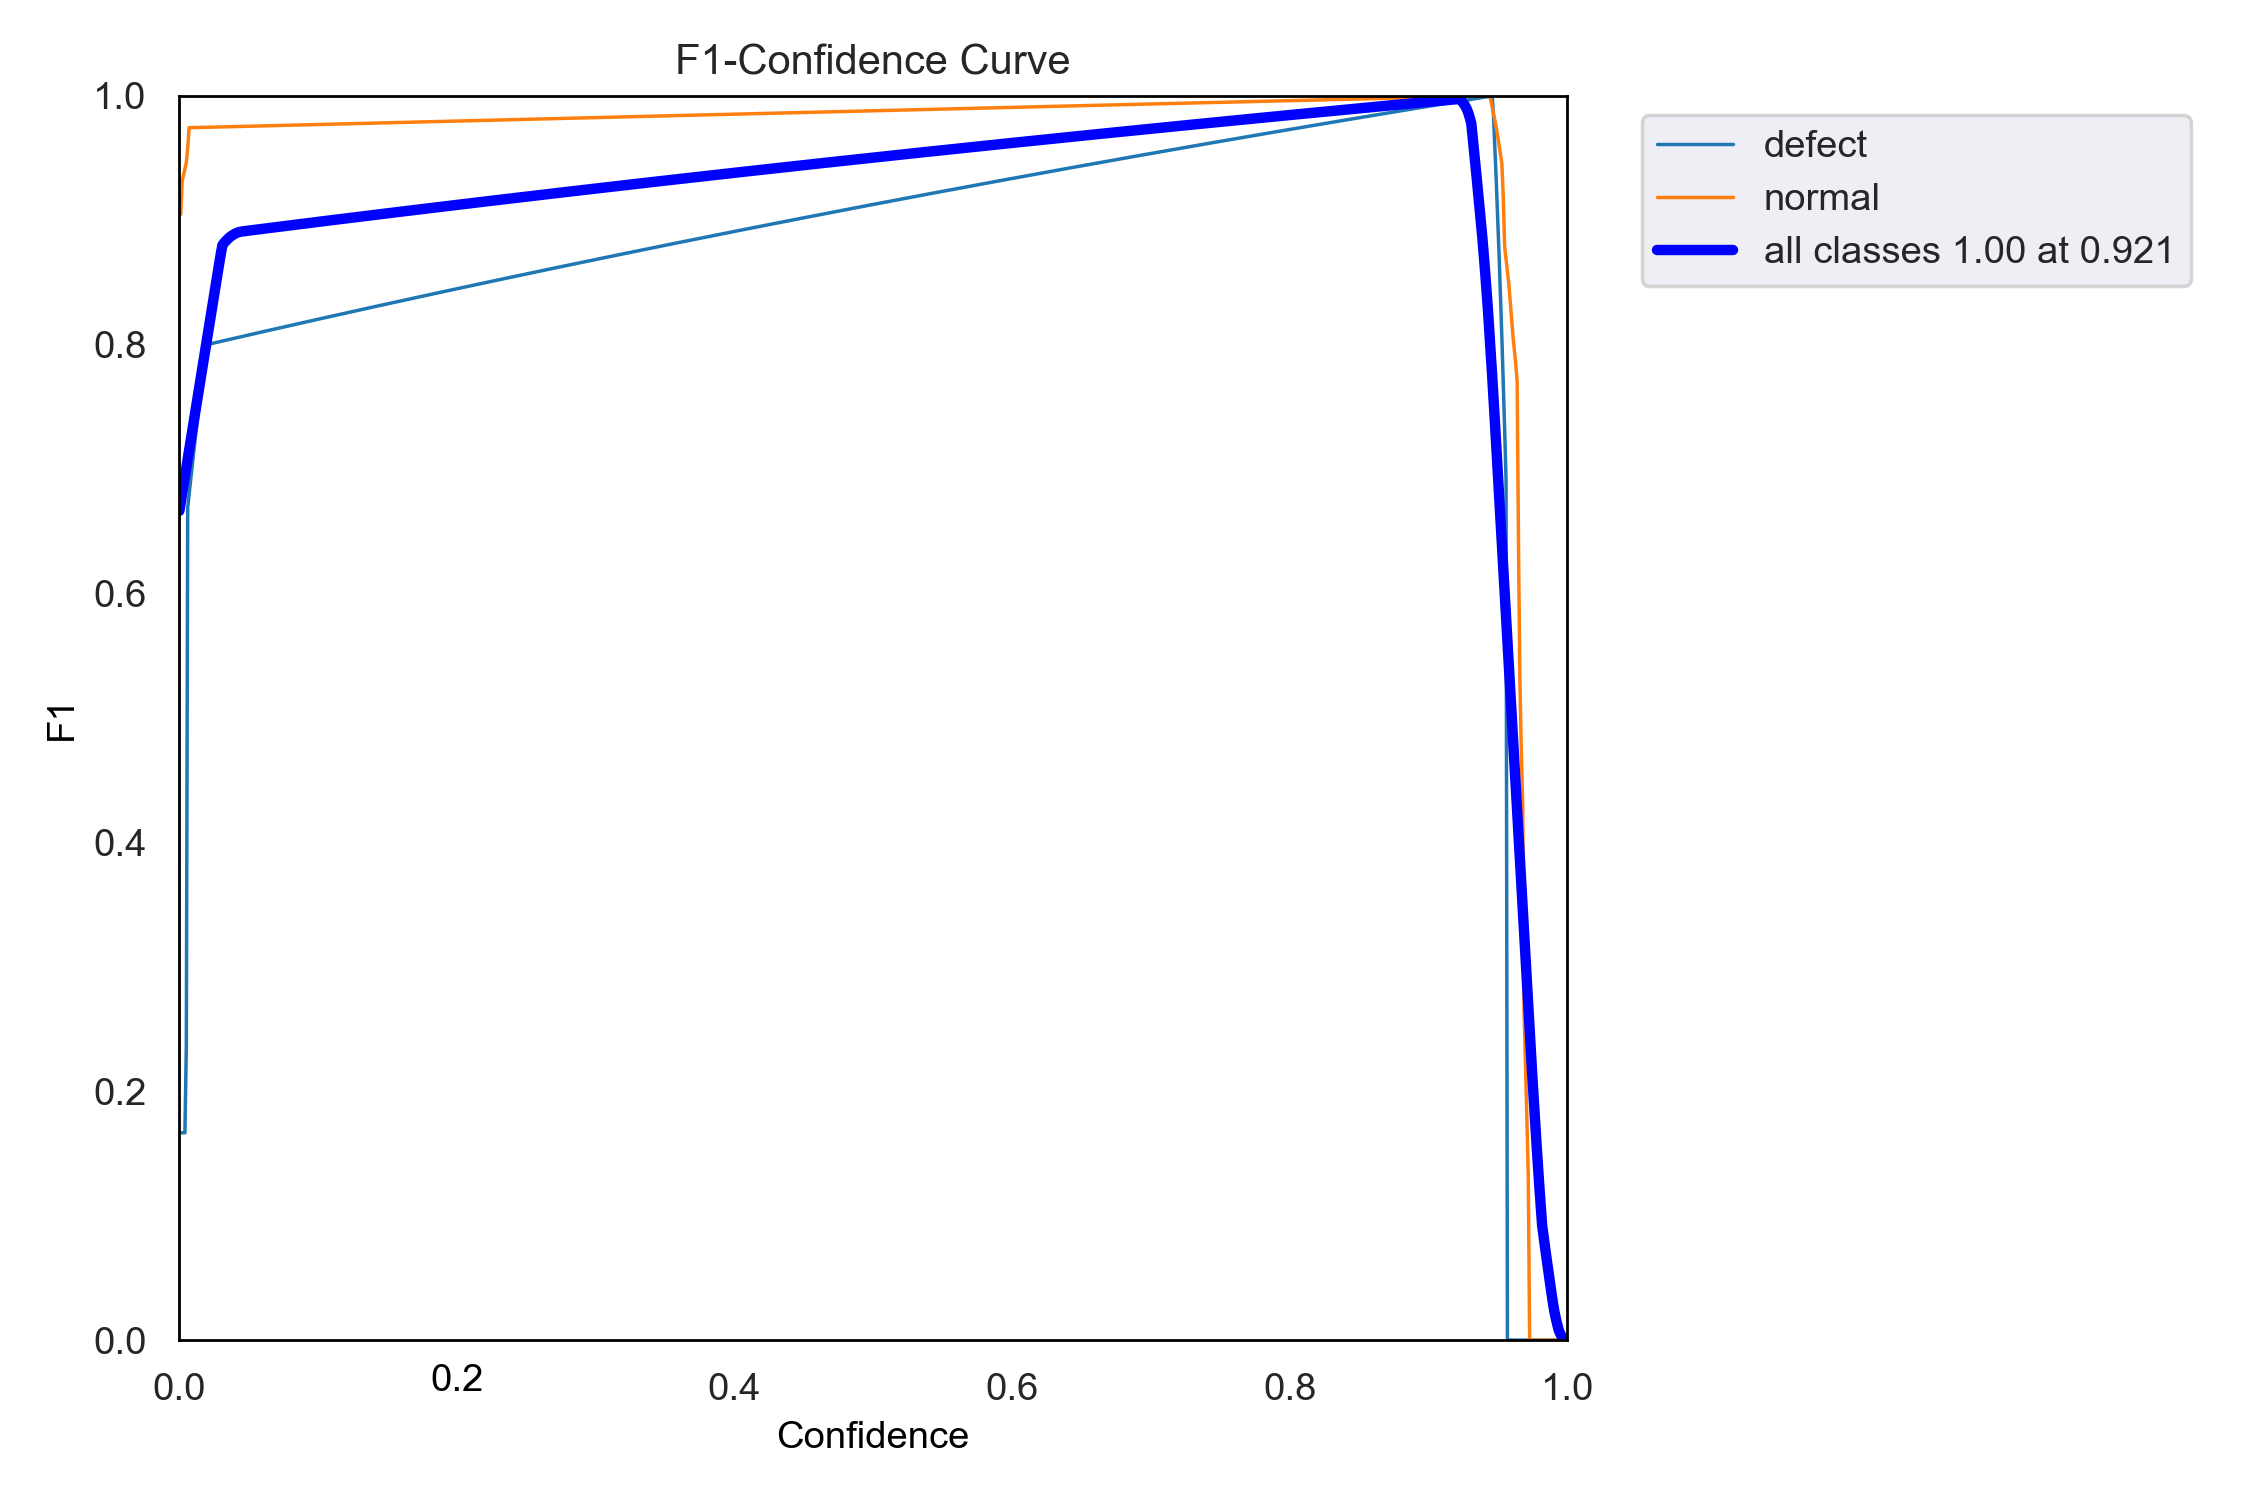 F1-Confidence Curve
1.0
0.8
0.6
0.4
0.2
0.0
F1
0.0 0.2 0.4 0.6 0.8 1.0
Confidence
defect
normal
all classes 1.00 at 0.921